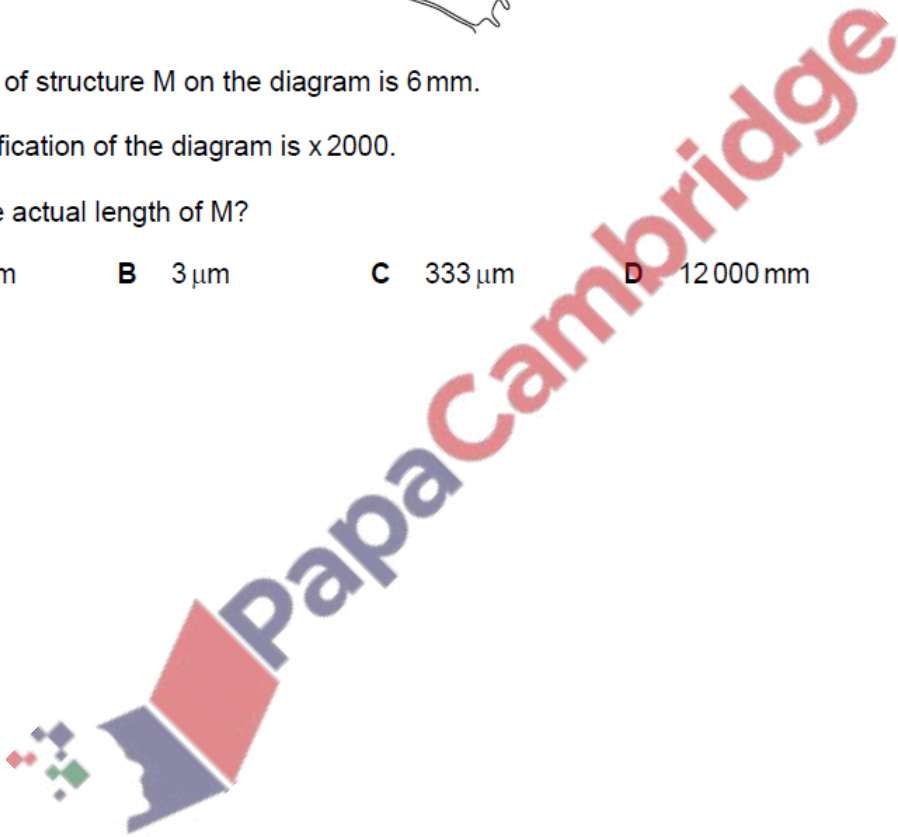 of structure M on the diagram is 6 mm.
fication of the diagram is x 2000.
e actual length of M?
m B 3 µm C 333 µm D 12 000 mm
PapaCambridge